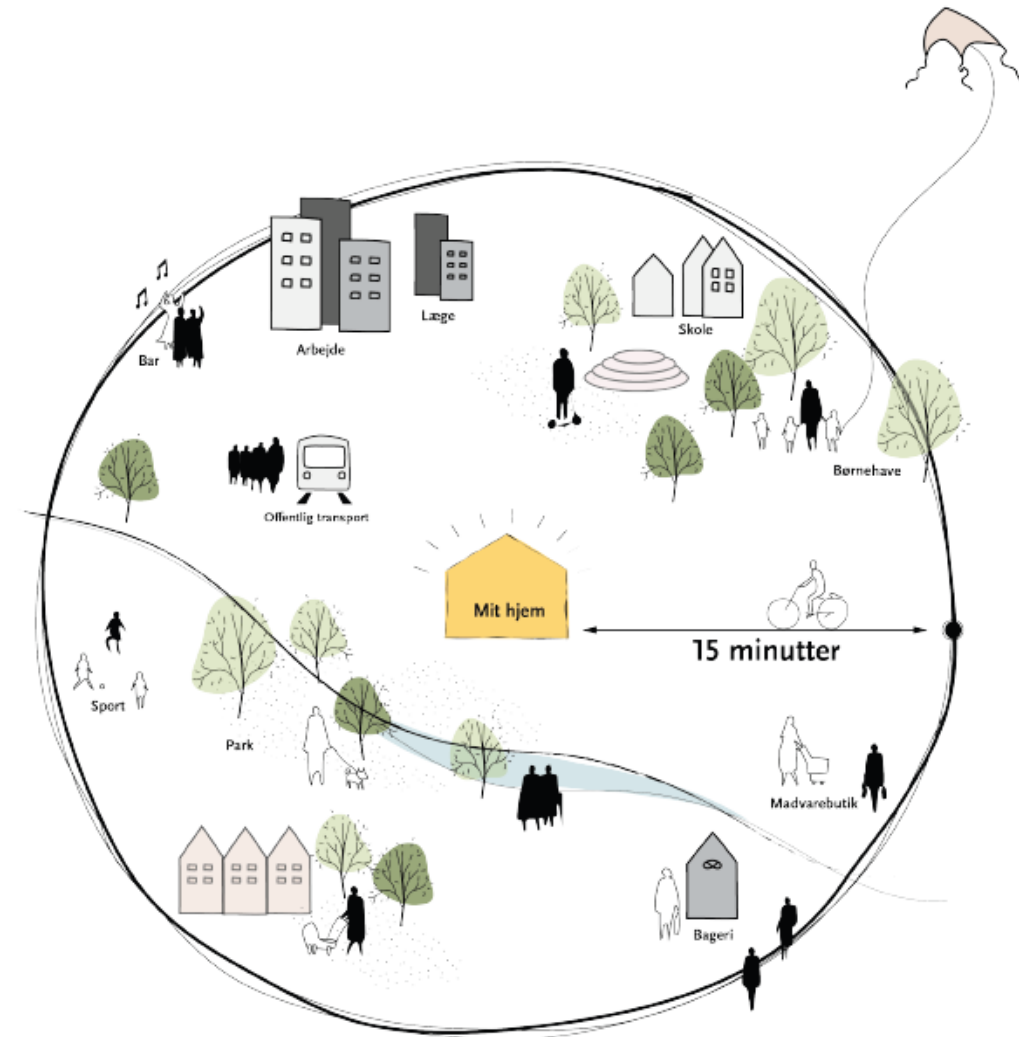 Læge
Skole
Arbejde
Bar
Børnehave
Offentlig transport
Mit hjem
15 minutter
Sport
Park
Madvarebutik
Bageri